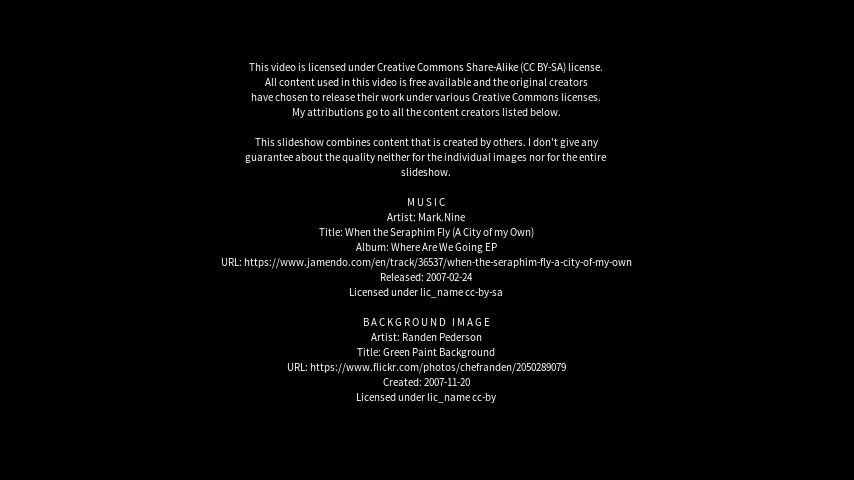 This video is licensed under Creative Commons Share-Alike (CC BY-SA) license.
All content used in this video is free available and the original creators
have chosen to release their work under various Creative Commons licenses.
My attributions go to all the content creators listed below.
This slideshow combines content that is created by others. I don't give any
guarantee about the quality neither for the individual images nor for the entire
slideshow.
M U S I C
Artist: Mark.Nine
Title: When the Seraphim Fly (A City of my Own)
Album: Where Are We Going EP
URL: https://www.jamendo.com/en/track/36537/when-the-seraphim-fly-a-city-of-my-own
Released: 2007-02-24
Licensed under lic_name cc-by-sa
B A C K G R O U N D   I M A G E
Artist: Randen Pederson
Title: Green Paint Background
URL: https://www.flickr.com/photos/chefranden/2050289079
Created: 2007-11-20
Licensed under lic_name cc-by